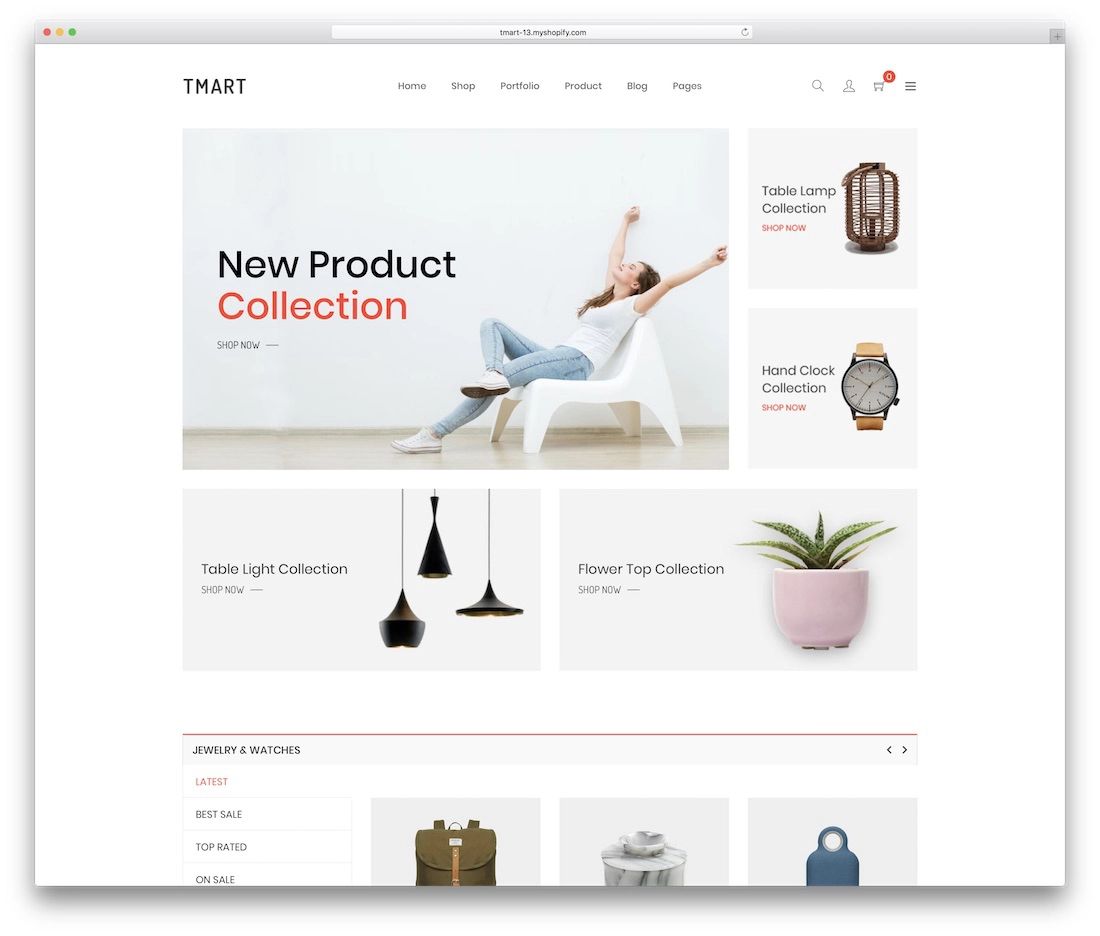 tmart-13.myshopify.com
TMART
Home Shop Portfolio Product Blog Pages
0
New Product
Collection
SHOP NOW
Table Lamp
Collection
SHOP NOW
Hand Clock
Collection
SHOP NOW
Table Light Collection
SHOP NOW
Flower Top Collection
SHOP NOW
JEWELRY & WATCHES
LATEST
BEST SALE
TOP RATED
ON SALE